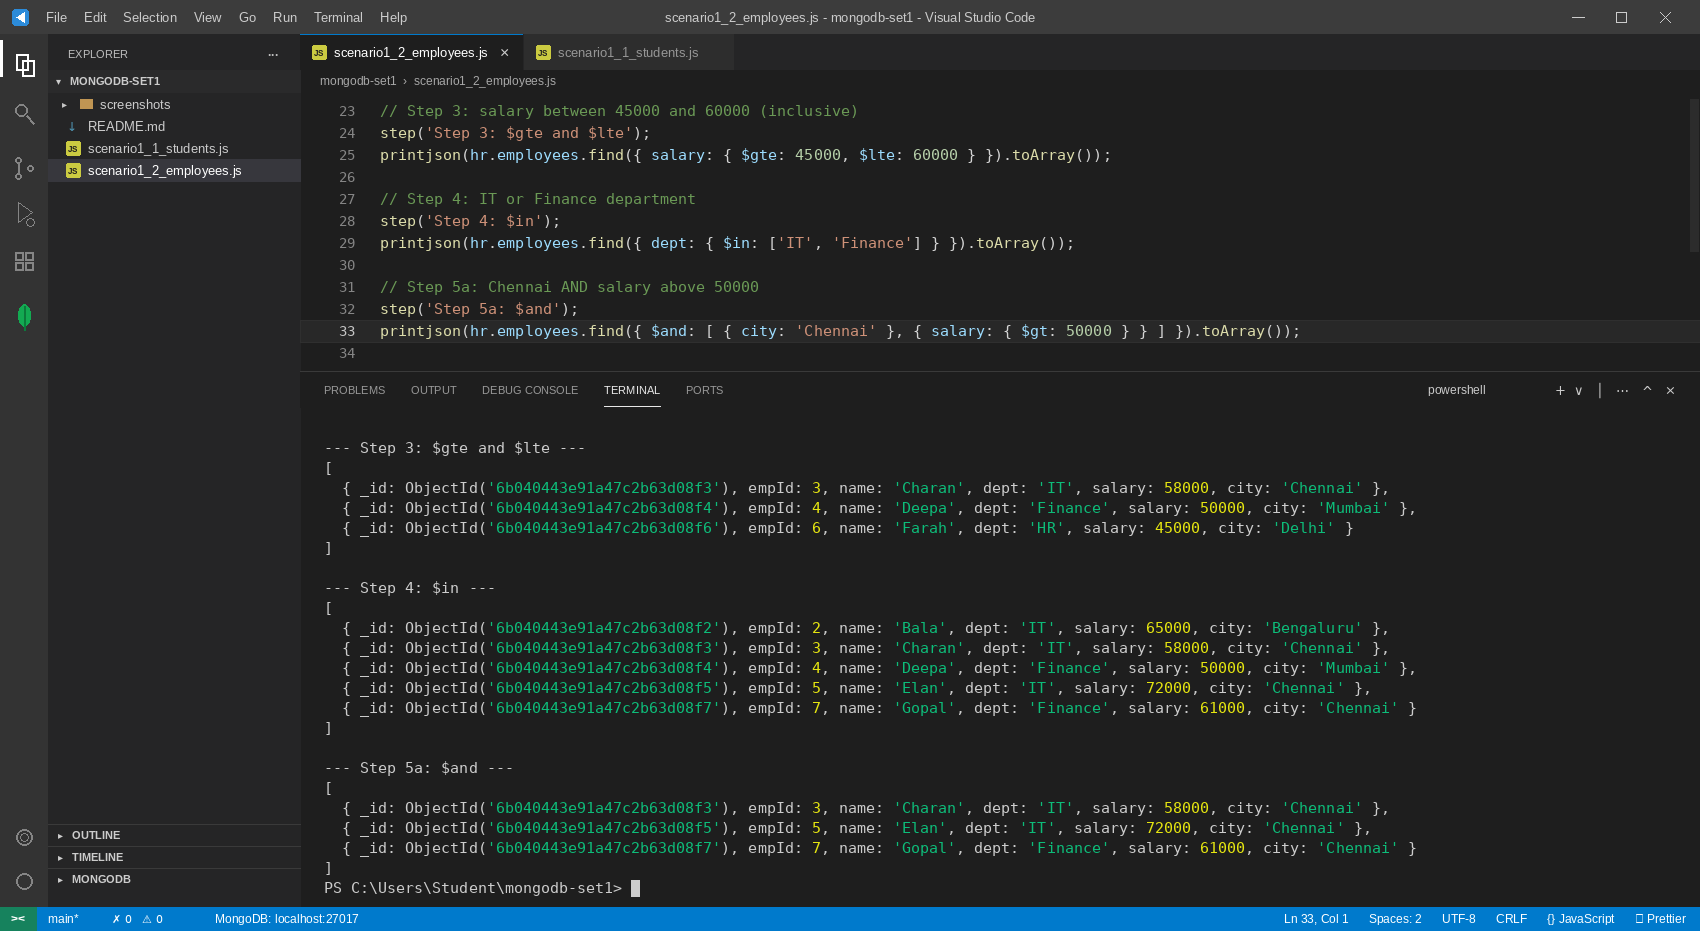 File Edit Selection View Go Run Terminal Help
scenario1_2_employees.js - mongodb-set1 - Visual Studio Code
EXPLORER ···
MONGODB-SET1
screenshots
README.md
JS scenario1_1_students.js
JS scenario1_2_employees.js
OUTLINE
TIMELINE
MONGODB
JS scenario1_2_employees.js ×
JS scenario1_1_students.js
mongodb-set1 › scenario1_2_employees.js
23 // Step 3: salary between 45000 and 60000 (inclusive)
24 step('Step 3: $gte and $lte');
25 printjson(hr.employees.find({ salary: { $gte: 45000, $lte: 60000 } }).toArray());
26
27 // Step 4: IT or Finance department
28 step('Step 4: $in');
29 printjson(hr.employees.find({ dept: { $in: ['IT', 'Finance'] } }).toArray());
30
31 // Step 5a: Chennai AND salary above 50000
32 step('Step 5a: $and');
33 printjson(hr.employees.find({ $and: [ { city: 'Chennai' }, { salary: { $gt: 50000 } } ] }).toArray());
34
PROBLEMS OUTPUT DEBUG CONSOLE TERMINAL PORTS
powershell + ∨ | ··· ^ ×
--- Step 3: $gte and $lte ---
[
{ _id: ObjectId('6b040443e91a47c2b63d08f3'), empId: 3, name: 'Charan', dept: 'IT', salary: 58000, city: 'Chennai' },
{ _id: ObjectId('6b040443e91a47c2b63d08f4'), empId: 4, name: 'Deepa', dept: 'Finance', salary: 50000, city: 'Mumbai' },
{ _id: ObjectId('6b040443e91a47c2b63d08f6'), empId: 6, name: 'Farah', dept: 'HR', salary: 45000, city: 'Delhi' }
]
--- Step 4: $in ---
[
{ _id: ObjectId('6b040443e91a47c2b63d08f2'), empId: 2, name: 'Bala', dept: 'IT', salary: 65000, city: 'Bengaluru' },
{ _id: ObjectId('6b040443e91a47c2b63d08f3'), empId: 3, name: 'Charan', dept: 'IT', salary: 58000, city: 'Chennai' },
{ _id: ObjectId('6b040443e91a47c2b63d08f4'), empId: 4, name: 'Deepa', dept: 'Finance', salary: 50000, city: 'Mumbai' },
{ _id: ObjectId('6b040443e91a47c2b63d08f5'), empId: 5, name: 'Elan', dept: 'IT', salary: 72000, city: 'Chennai' },
{ _id: ObjectId('6b040443e91a47c2b63d08f7'), empId: 7, name: 'Gopal', dept: 'Finance', salary: 61000, city: 'Chennai' }
]
--- Step 5a: $and ---
[
{ _id: ObjectId('6b040443e91a47c2b63d08f3'), empId: 3, name: 'Charan', dept: 'IT', salary: 58000, city: 'Chennai' },
{ _id: ObjectId('6b040443e91a47c2b63d08f5'), empId: 5, name: 'Elan', dept: 'IT', salary: 72000, city: 'Chennai' },
{ _id: ObjectId('6b040443e91a47c2b63d08f7'), empId: 7, name: 'Gopal', dept: 'Finance', salary: 61000, city: 'Chennai' }
]
PS C:\Users\Student\mongodb-set1>
>< main* ✗ 0 ⚠ 0 MongoDB: localhost:27017
Ln 33, Col 1 Spaces: 2 UTF-8 CRLF {} JavaScript Prettier